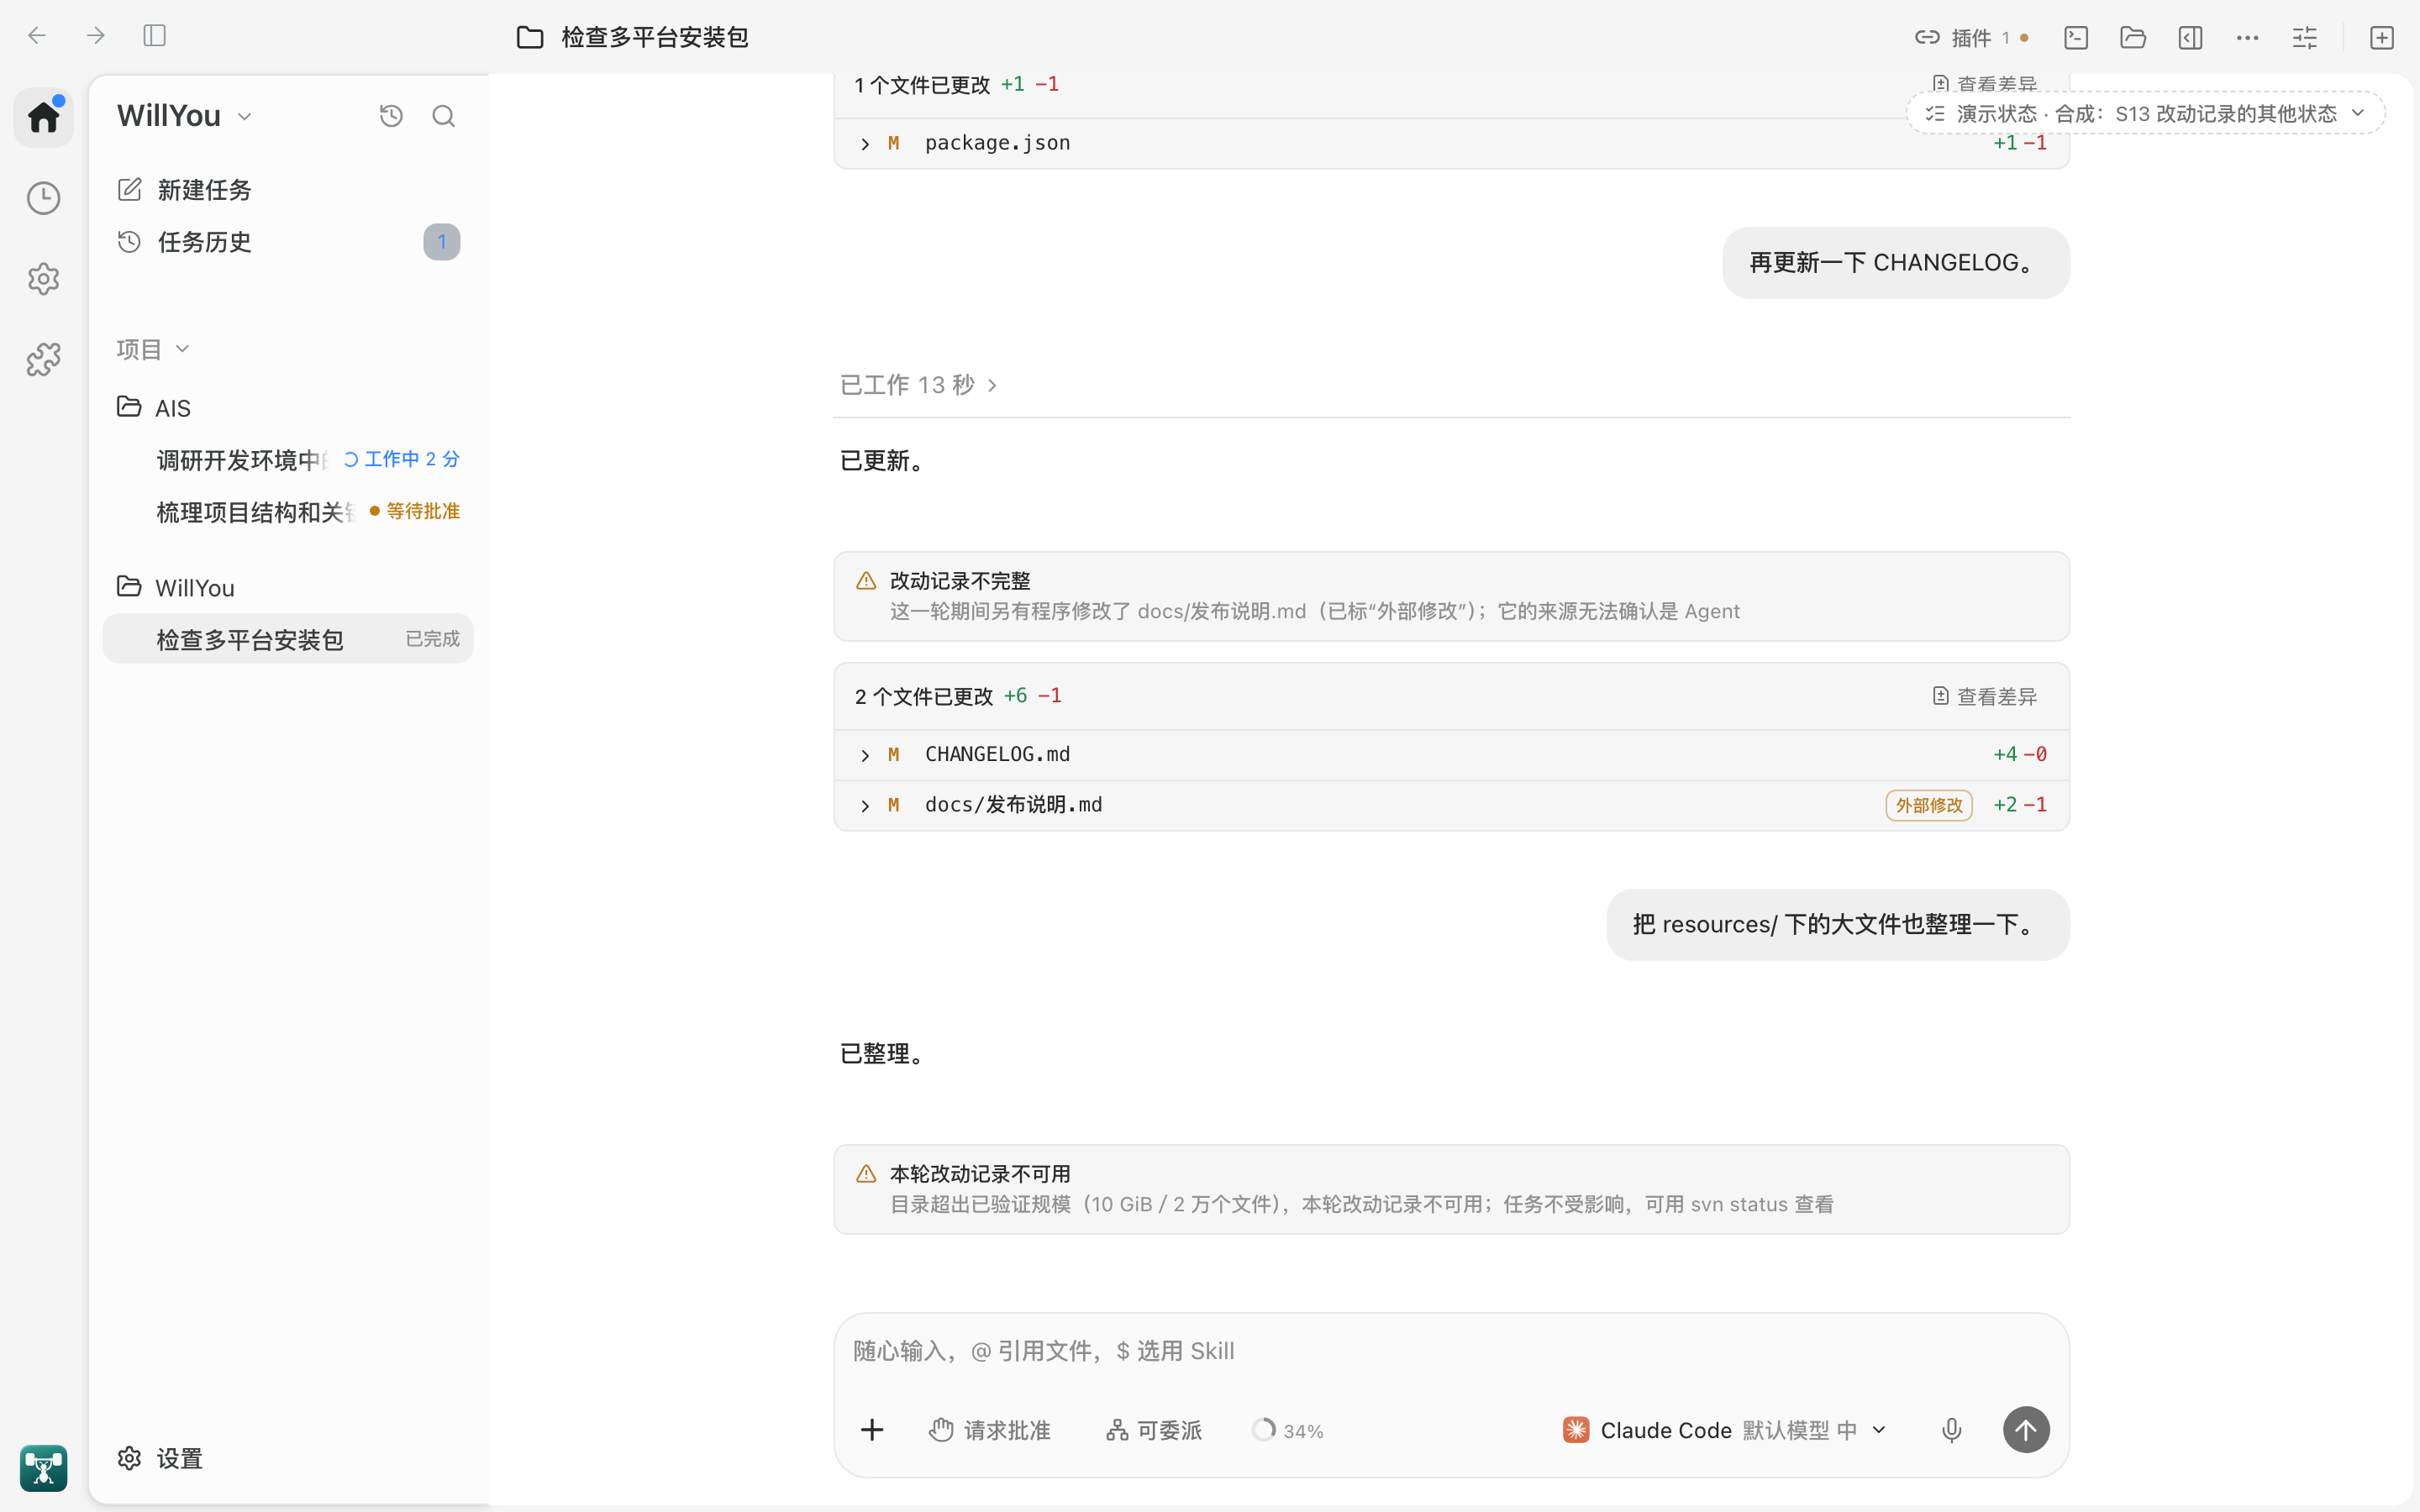 检查多平台安装包
插件 1
WillYou
新建任务
任务历史 1
项目
AIS
调研开发环境中 工作中 2 分
梳理项目结构和关 等待批准
WillYou
检查多平台安装包 已完成
设置
1 个文件已更改 +1 −1 查看差异
演示状态 · 合成：S13 改动记录的其他状态
M package.json +1 −1
再更新一下 CHANGELOG。
已工作 13 秒
已更新。
改动记录不完整
这一轮期间另有程序修改了 docs/发布说明.md（已标“外部修改”）；它的来源无法确认是 Agent
2 个文件已更改 +6 −1 查看差异
M CHANGELOG.md +4 −0
M docs/发布说明.md 外部修改 +2 −1
把 resources/ 下的大文件也整理一下。
已整理。
本轮改动记录不可用
目录超出已验证规模（10 GiB / 2 万个文件），本轮改动记录不可用；任务不受影响，可用 svn status 查看
随心输入，@ 引用文件，$ 选用 Skill
请求批准 可委派 34% Claude Code 默认模型 中